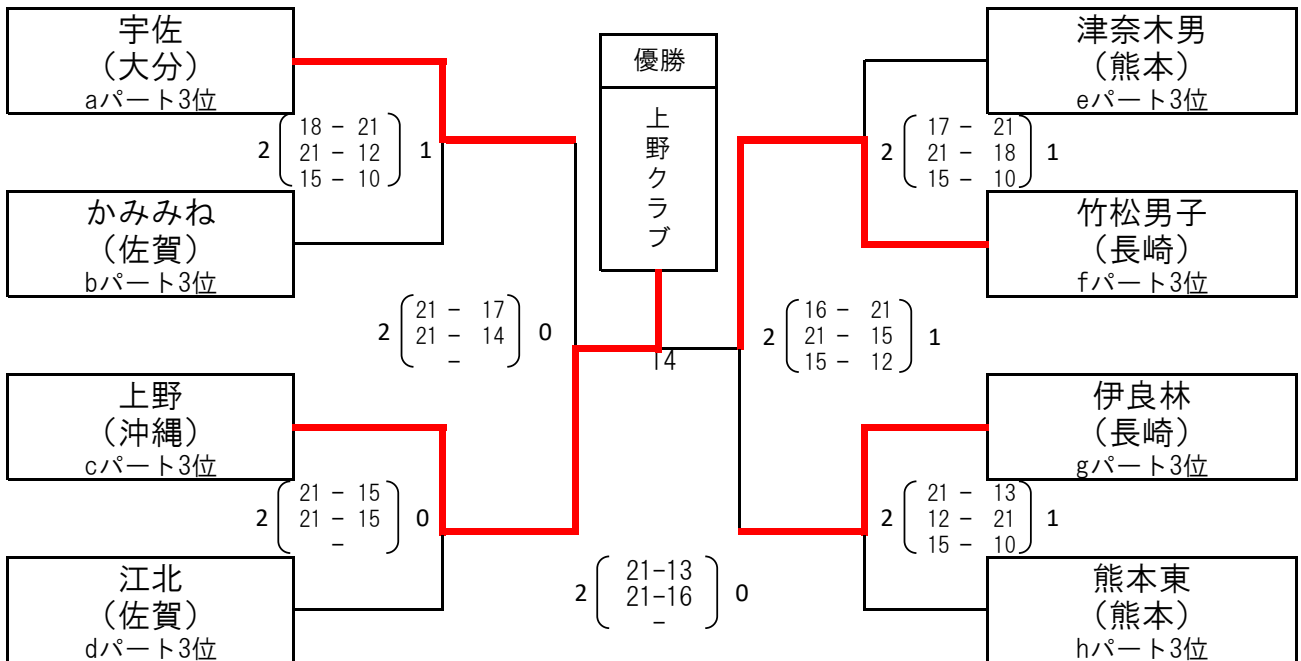 宇佐
（大分）
aパート3位
2 18 － 21 1
21 － 12
15 － 10
かみみね
（佐賀）
bパート3位
2 21 － 17 0
21 － 14
－
上野
（沖縄）
cパート3位
2 21 － 15 0
21 － 15
－
江北
（佐賀）
dパート3位
優勝
上野クラブ
14
2 21−13 0
21−16
－
津奈木男
（熊本）
eパート3位
2 17 － 21 1
21 － 18
15 － 10
竹松男子
（長崎）
fパート3位
2 16 － 21 1
21 － 15
15 － 12
伊良林
（長崎）
gパート3位
2 21 － 13 1
12 － 21
15 － 10
熊本東
（熊本）
hパート3位